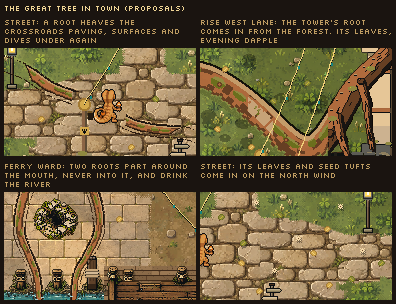 THE GREAT TREE IN TOWN (PROPOSALS)
STREET: A ROOT HEAVES THE
CROSSROADS PAVING, SURFACES AND
DIVES UNDER AGAIN
RISE WEST LANE: THE TOWER'S ROOT
COMES IN FROM THE FOREST. ITS LEAVES,
EVENING DAPPLE
FERRY WARD: TWO ROOTS PART AROUND
THE MOUTH, NEVER INTO IT, AND DRINK
THE RIVER
STREET: ITS LEAVES AND SEED TUFTS
COME IN ON THE NORTH WIND